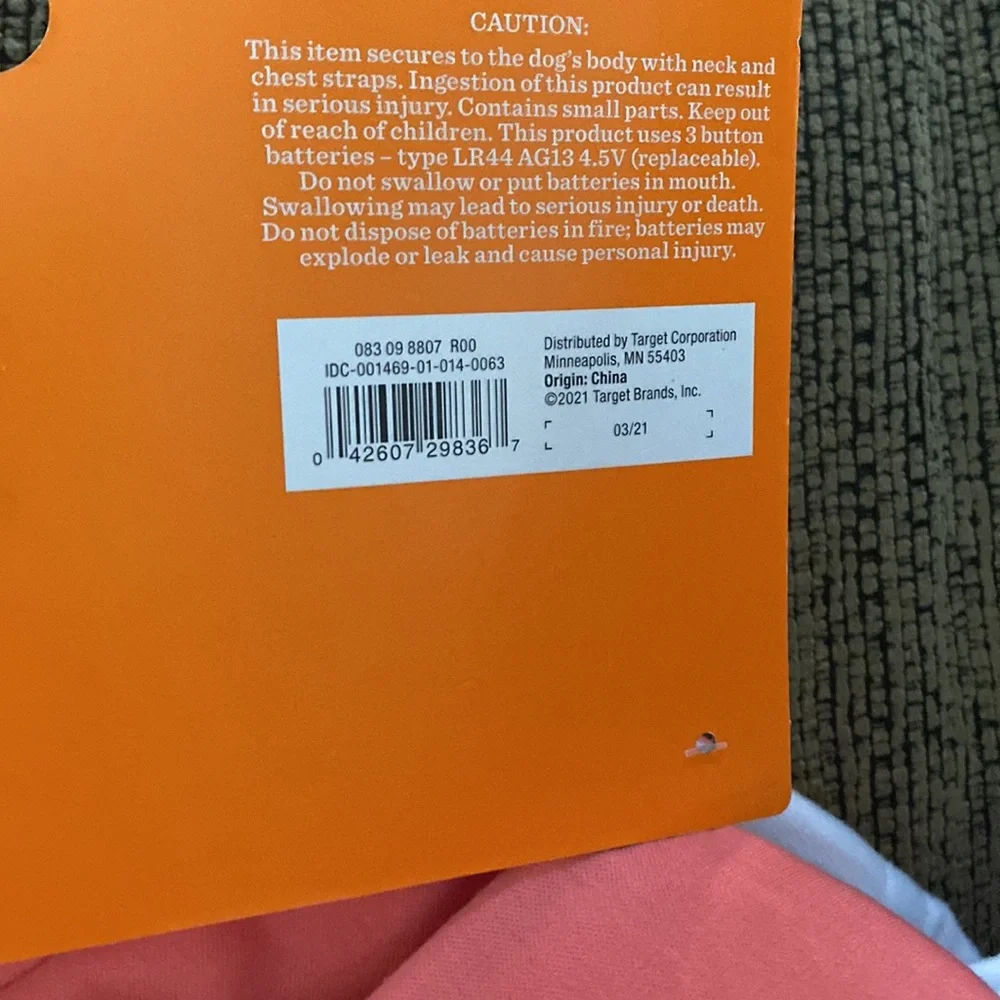 CAUTION:
This item secures to the dog's body with neck and
chest straps. Ingestion of this product can result
in serious injury. Contains small parts. Keep out
of reach of children. This product uses 3 button
batteries – type LR44 AG13 4.5V (replaceable).
Do not swallow or put batteries in mouth.
Swallowing may lead to serious injury or death.
Do not dispose of batteries in fire; batteries may
explode or leak and cause personal injury.
083 09 8807 R00
IDC-001469-01-014-0063
0 42607 29836 7
Distributed by Target Corporation
Minneapolis, MN 55403
Origin: China
©2021 Target Brands, Inc.
03/21